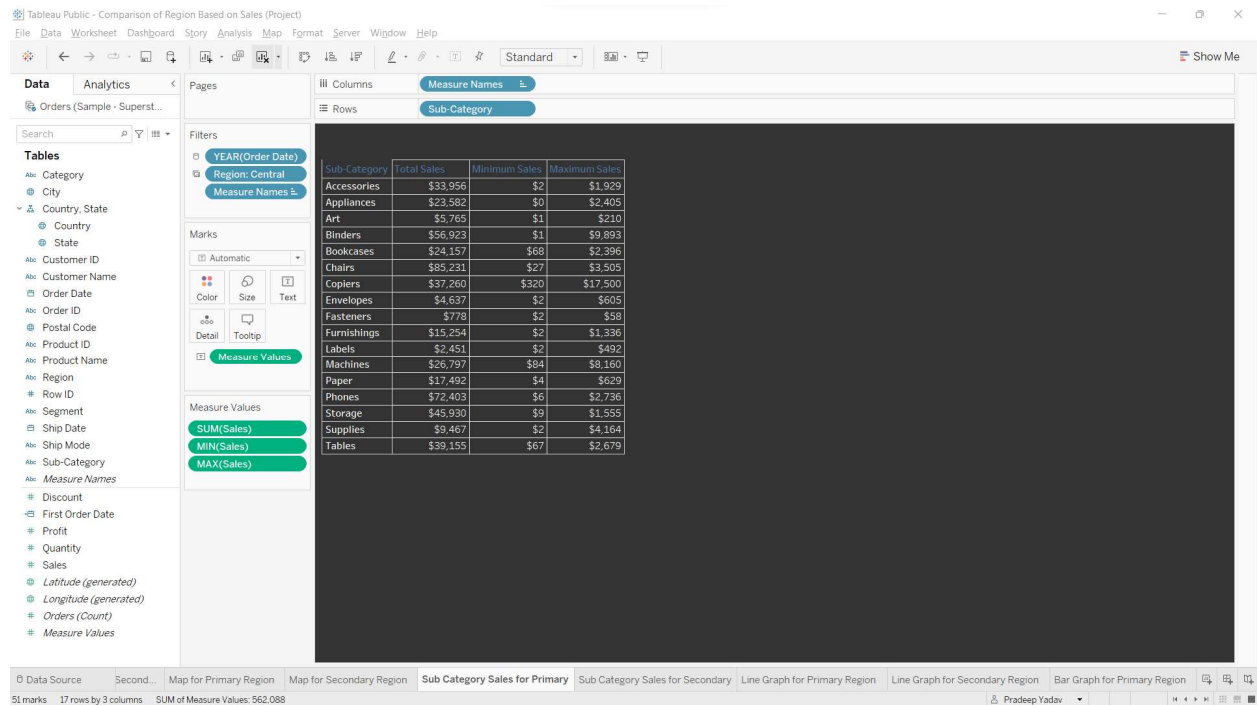 Tableau Public - Comparison of Region Based on Sales (Project)
File Data Worksheet Dashboard Story Analysis Map Format Server Window Help
Standard
Show Me
Data Analytics
Orders (Sample - Superst...
Search
Tables
Abc Category
City
Country, State
Country
State
Abc Customer ID
Abc Customer Name
Order Date
Abc Order ID
Postal Code
Abc Product ID
Abc Product Name
Abc Region
# Row ID
Abc Segment
Ship Date
Abc Ship Mode
Abc Sub-Category
Abc Measure Names
# Discount
First Order Date
# Profit
# Quantity
# Sales
Latitude (generated)
Longitude (generated)
# Orders (Count)
# Measure Values
Pages
Filters
YEAR(Order Date)
Region: Central
Measure Names
Marks
Automatic
Color Size Text
Detail Tooltip
Measure Values
Measure Values
SUM(Sales)
MIN(Sales)
MAX(Sales)
Columns Measure Names
Rows Sub-Category
Sub-Category Total Sales Minimum Sales Maximum Sales
Accessories $33,956 $2 $1,929
Appliances $23,582 $0 $2,405
Art $5,765 $1 $210
Binders $56,923 $1 $9,893
Bookcases $24,157 $68 $2,396
Chairs $85,231 $27 $3,505
Copiers $37,260 $320 $17,500
Envelopes $4,637 $2 $605
Fasteners $778 $2 $58
Furnishings $15,254 $2 $1,336
Labels $2,451 $2 $492
Machines $26,797 $84 $8,160
Paper $17,492 $4 $629
Phones $72,403 $6 $2,736
Storage $45,930 $9 $1,555
Supplies $9,467 $2 $4,164
Tables $39,155 $67 $2,679
Data Source Second... Map for Primary Region Map for Secondary Region Sub Category Sales for Primary Sub Category Sales for Secondary Line Graph for Primary Region Line Graph for Secondary Region Bar Graph for Primary Region
51 marks 17 rows by 3 columns SUM of Measure Values: 562,088 Pradeep Yadav